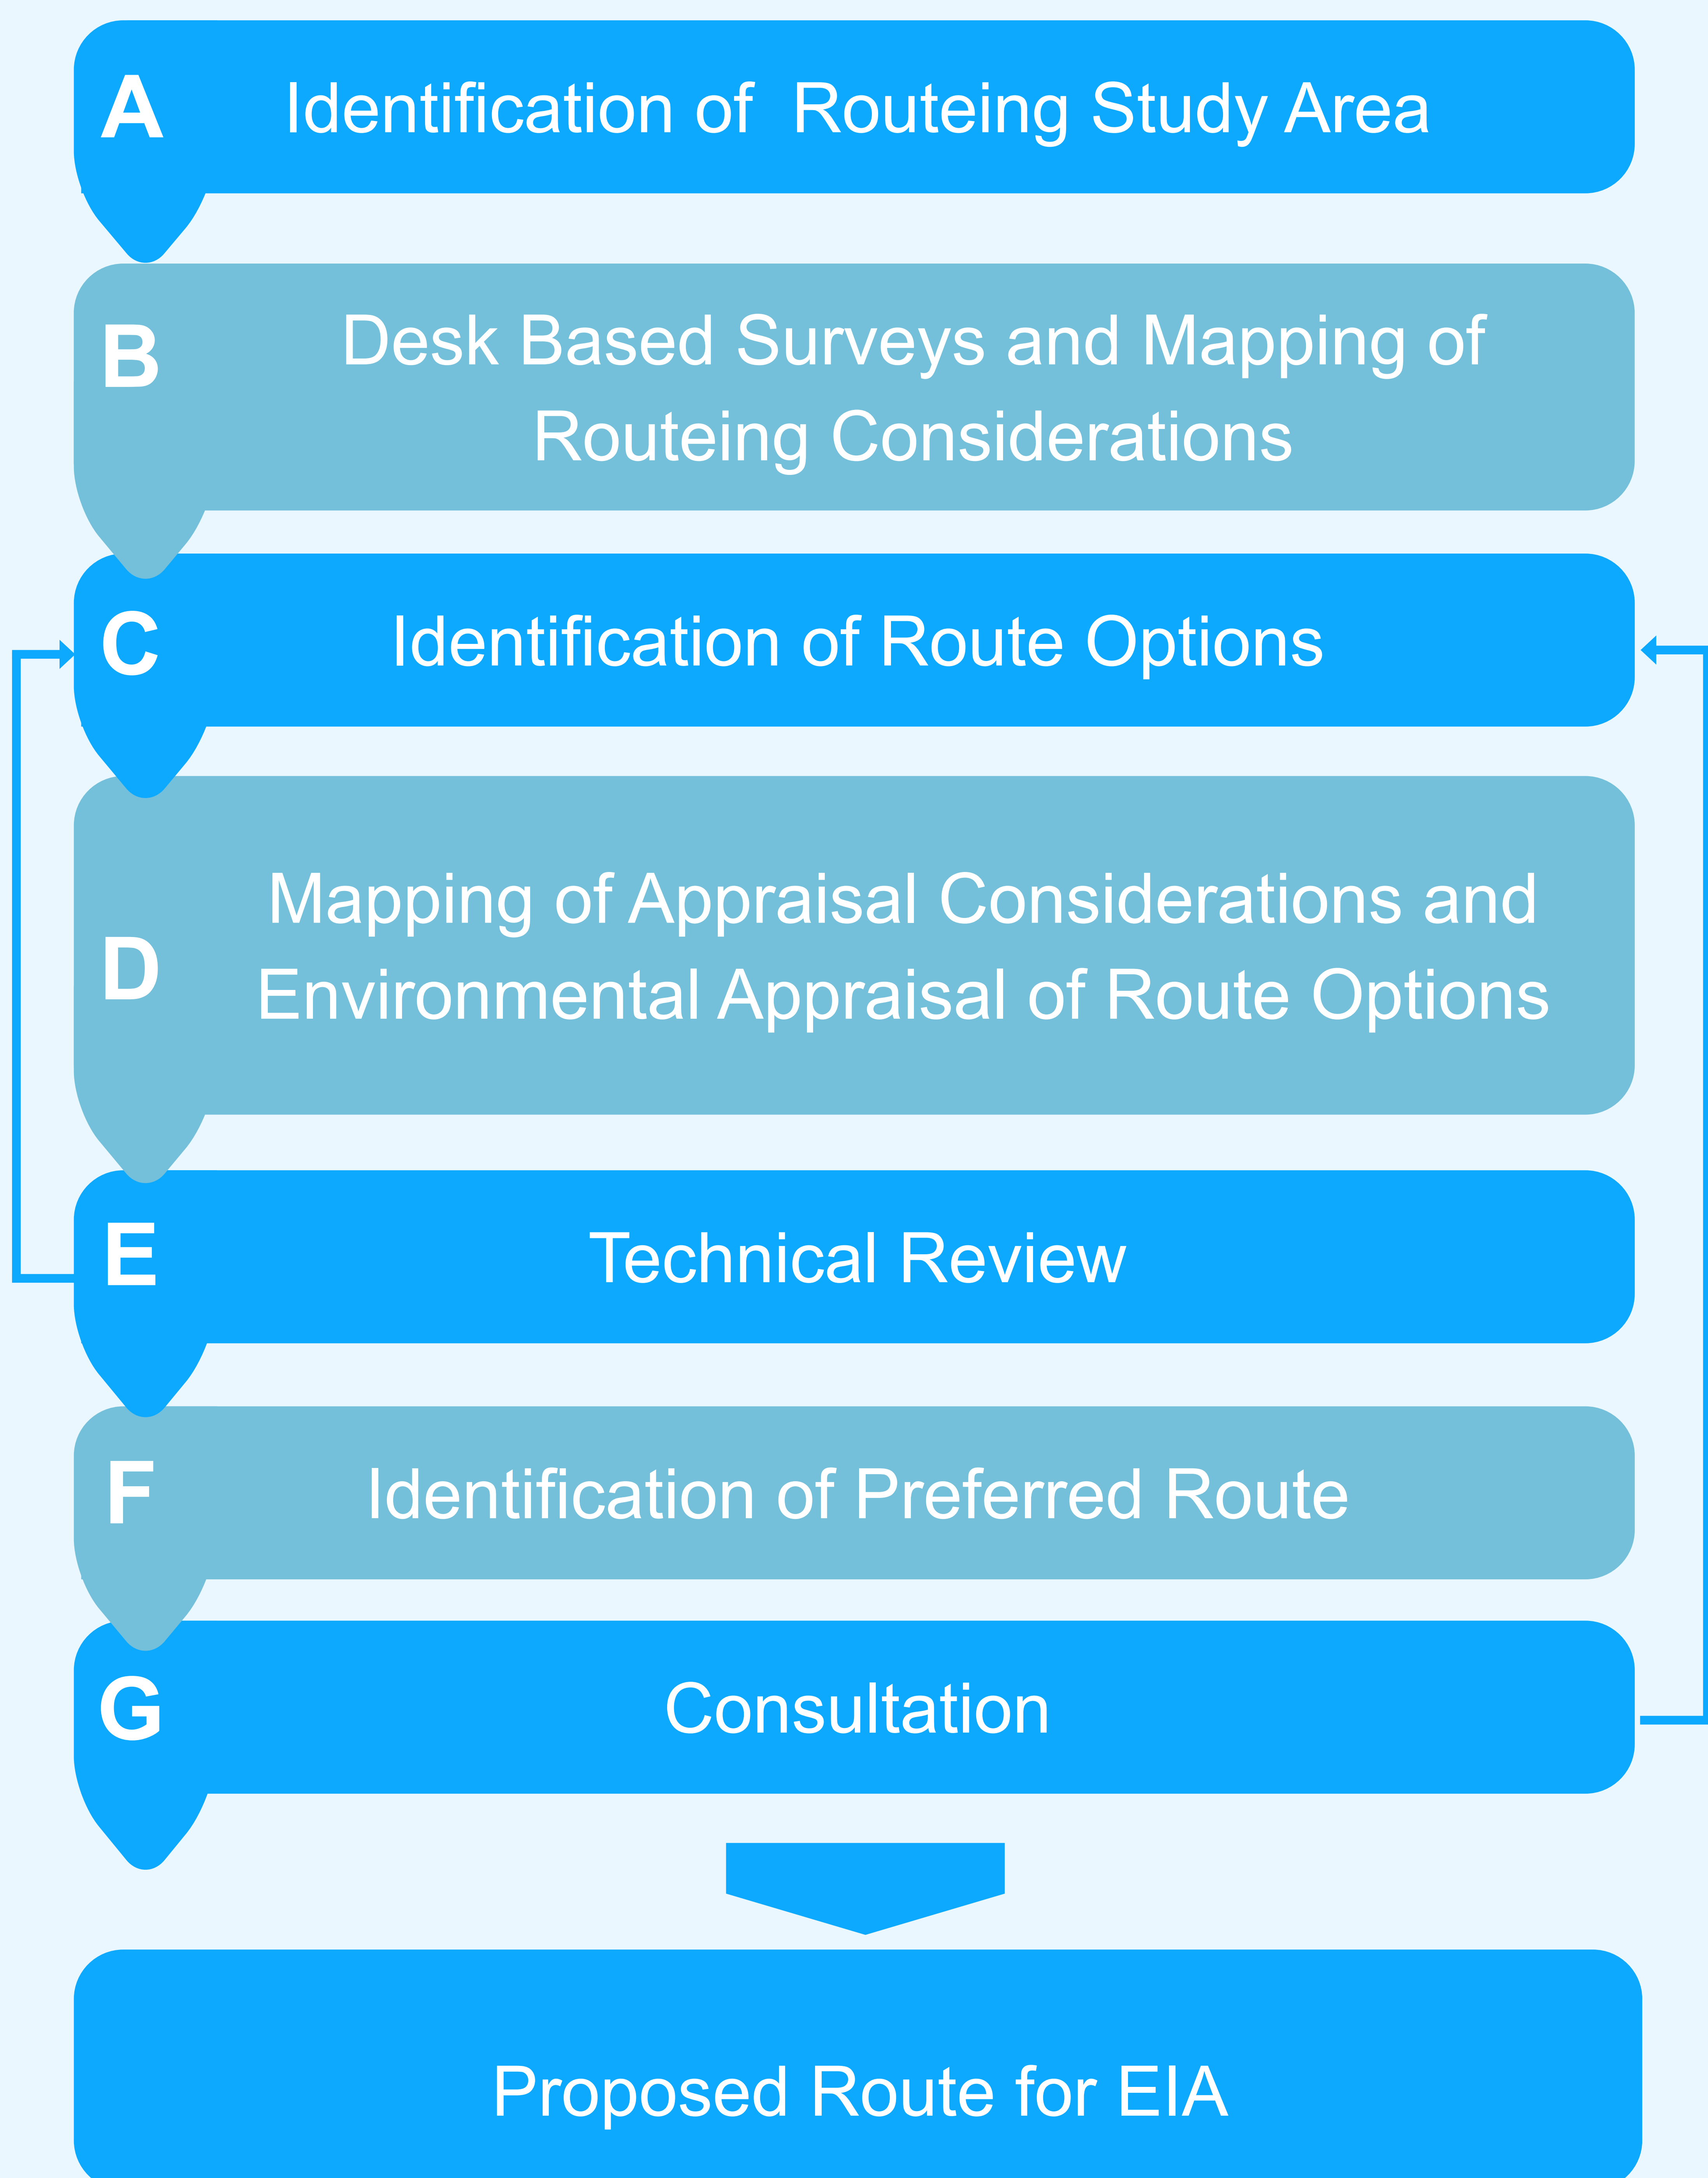 A
Identification of Routeing Study Area
B
Desk Based Surveys and Mapping of
Routeing Considerations
C
Identification of Route Options
D
Mapping of Appraisal Considerations and
Environmental Appraisal of Route Options
E
Technical Review
F
Identification of Preferred Route
G
Consultation
Proposed Route for EIA